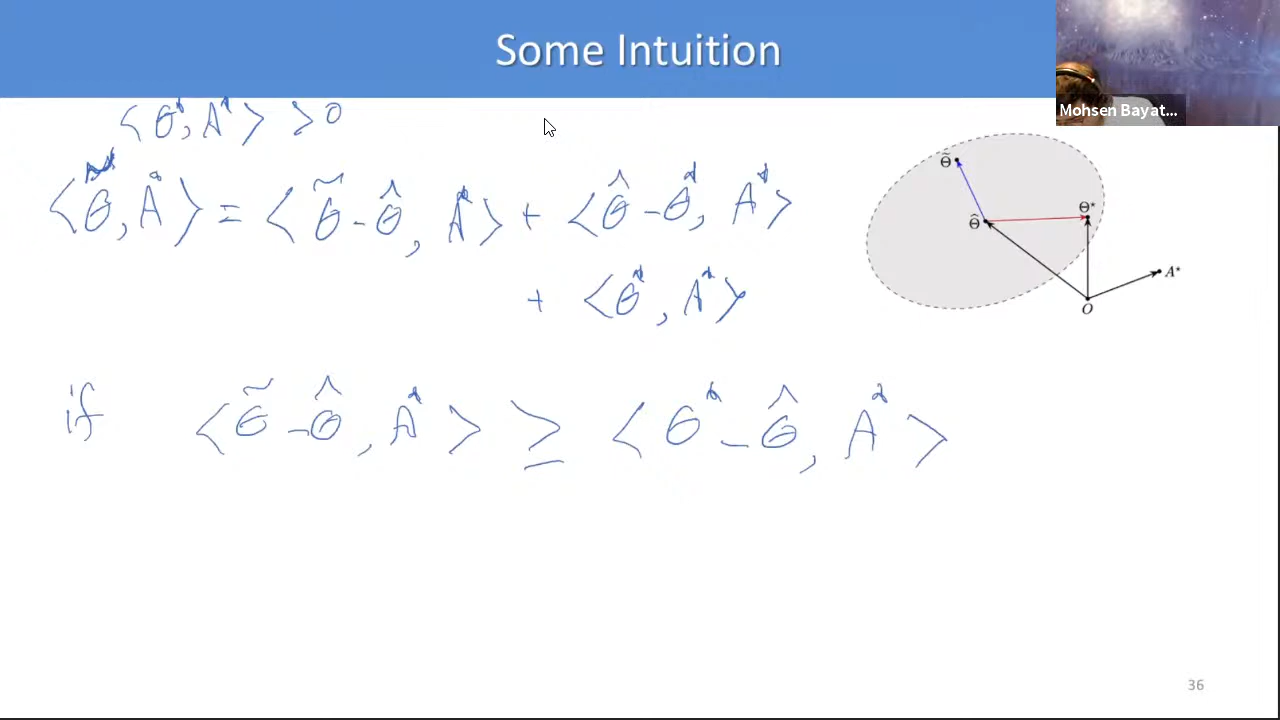 Some Intuition
Mohsen Bayat...
⟨Θ*, A*⟩ > 0
⟨Θ̃, A*⟩ = ⟨Θ̃ - Θ̂, A*⟩ + ⟨Θ̂ - Θ*, A*⟩
+ ⟨Θ*, A*⟩
Θ̃
Θ*
Θ̂
A*
O
if ⟨Θ̃ - Θ̂, A*⟩ ≥ ⟨Θ* - Θ̂, A*⟩
36